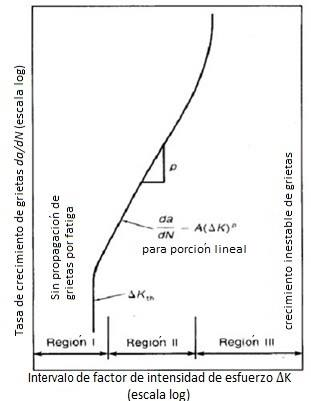 Tasa de crecimiento de grietas da/dN (escala log)
Sin propagación de
grietas por fatiga
p
da
dN
– A(ΔK)ᵖ
para porción lineal
ΔKth
crecimiento inestable de grietas
Región I
Región II
Región III
Intervalo de factor de intensidad de esfuerzo ΔK
(escala log)